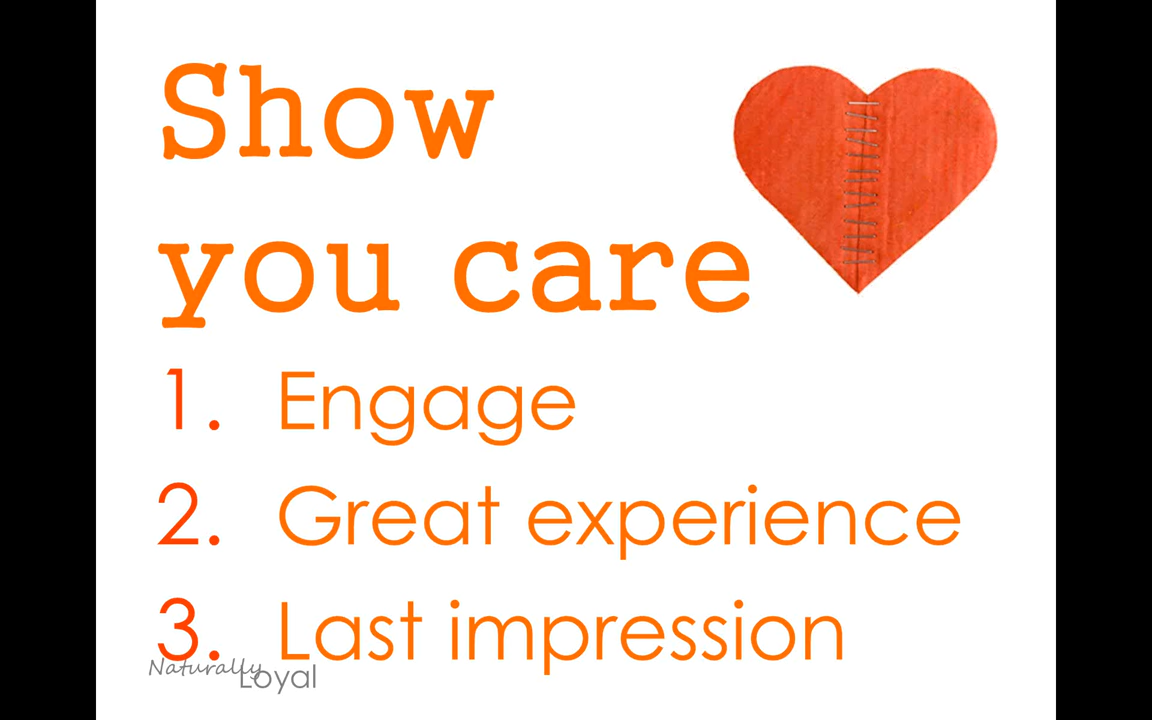 Show
you care
1. Engage
2. Great experience
3. Last impression
Naturally
Loyal